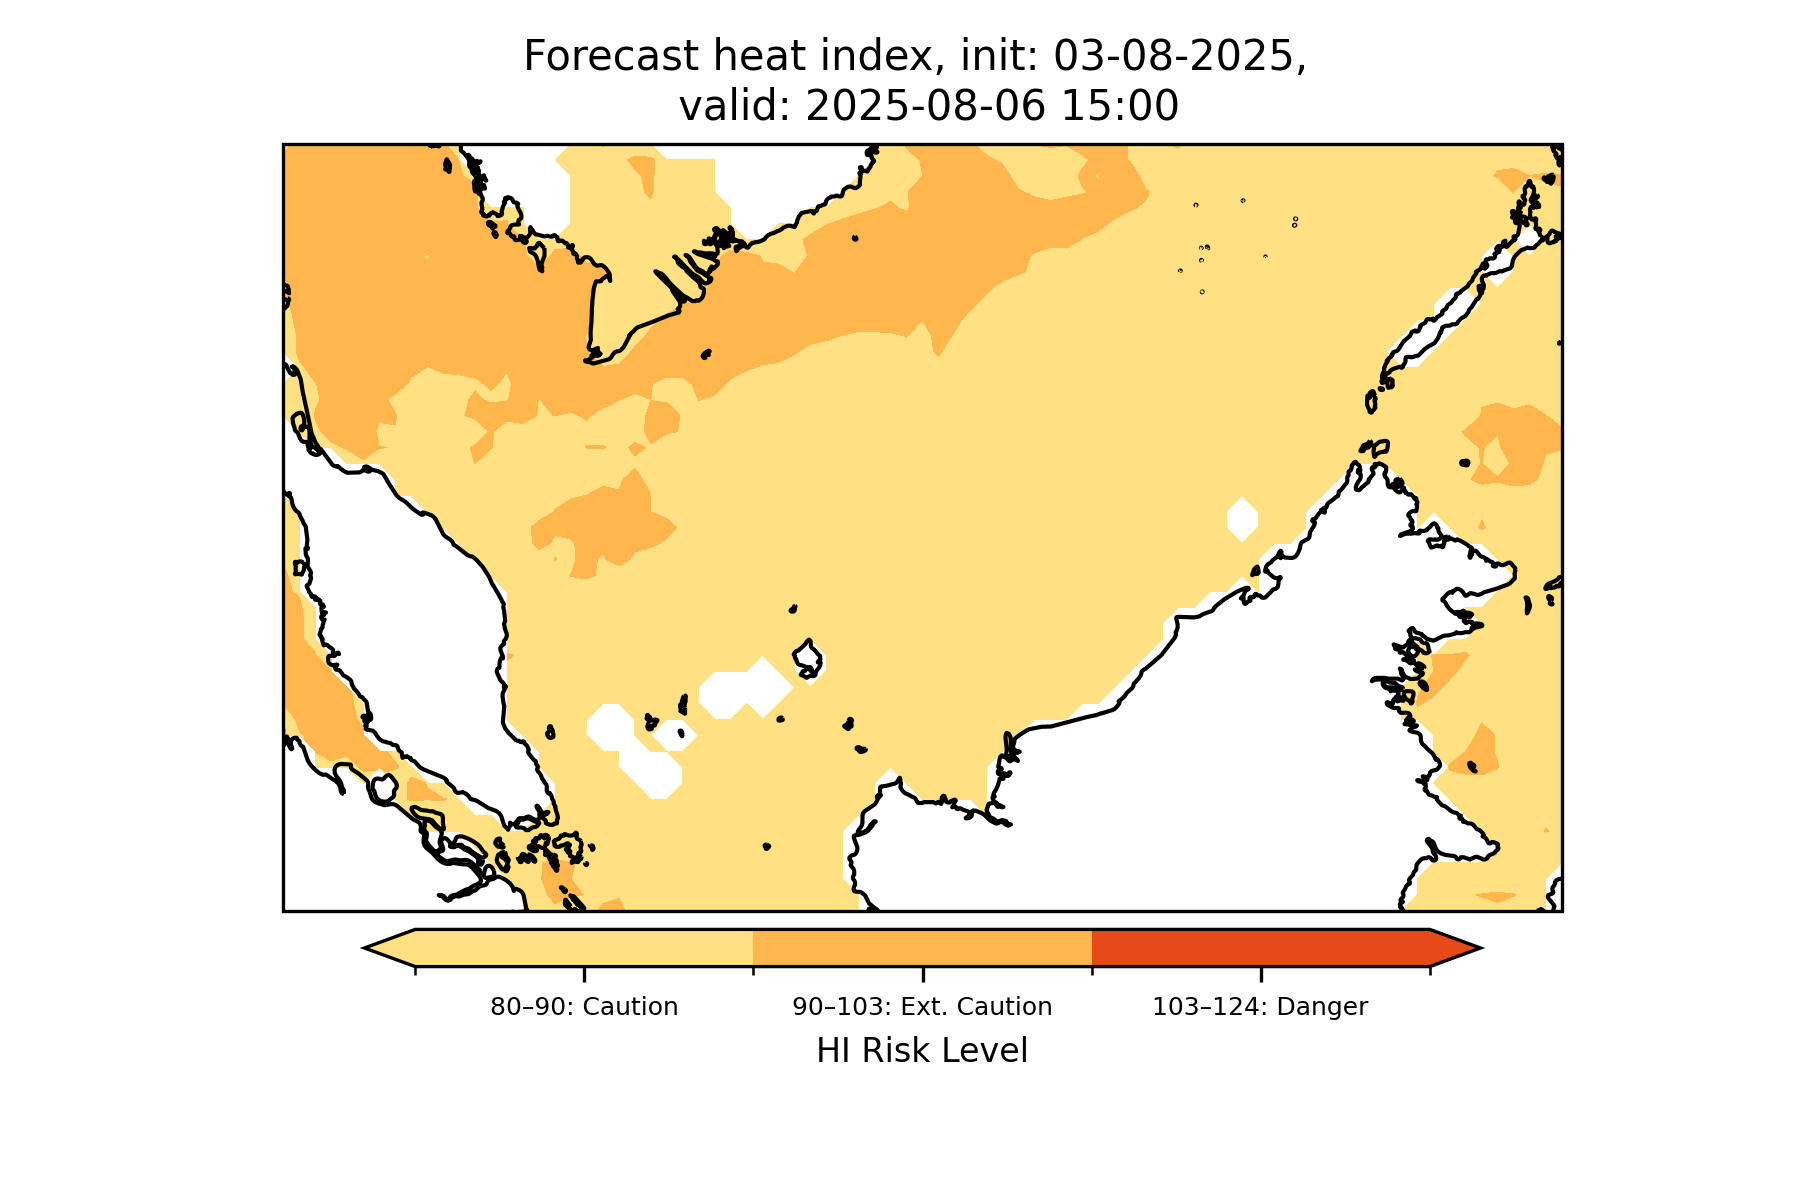 Forecast heat index, init: 03-08-2025,
valid: 2025-08-06 15:00
80–90: Caution
90–103: Ext. Caution
103–124: Danger
HI Risk Level